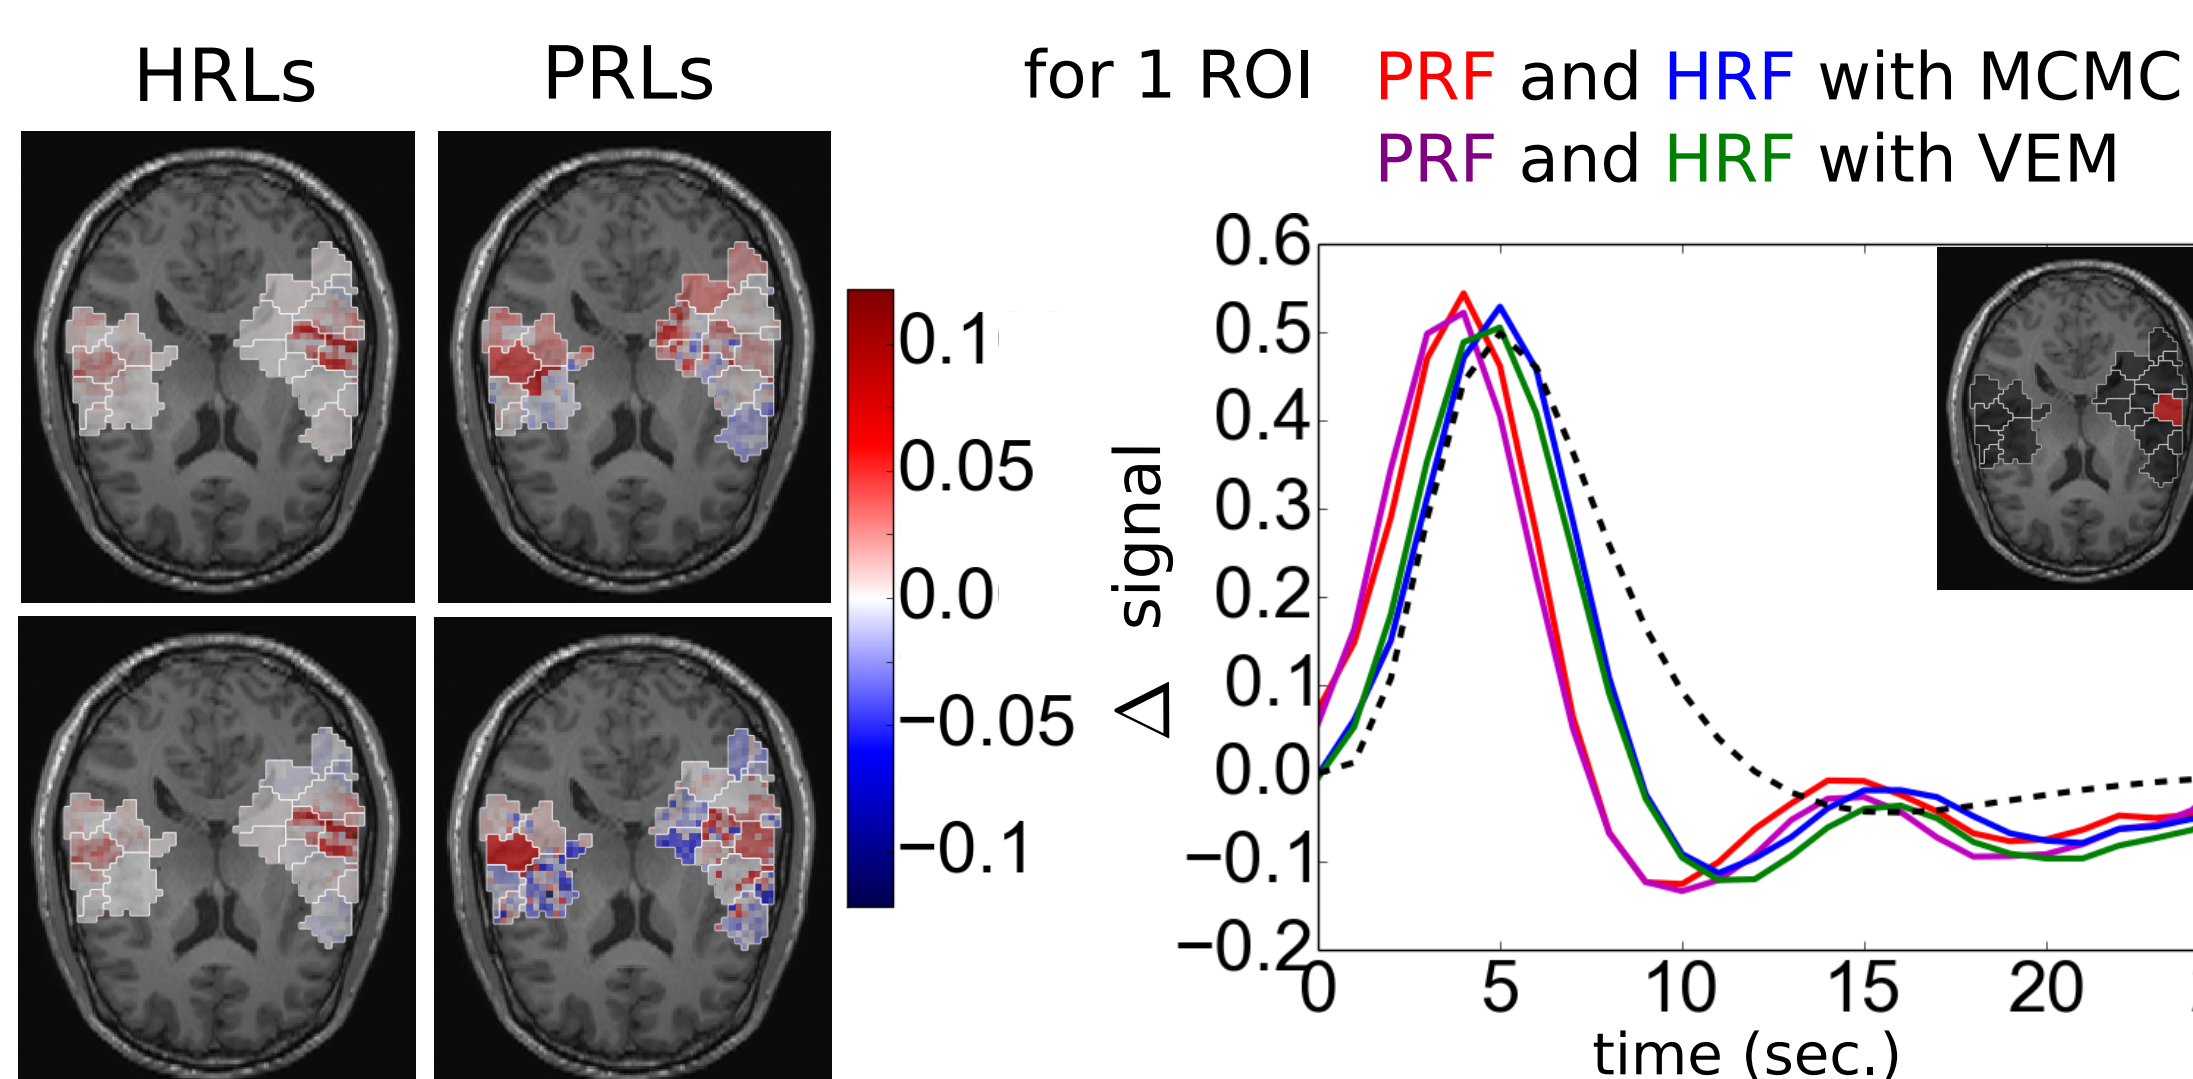 HRLs
PRLs
for 1 ROI
PRF and HRF with MCMC
PRF and HRF with VEM
0.1
0.05
0.0
−0.05
−0.1
Δ signal
0.6
0.5
0.4
0.3
0.2
0.1
0.0
−0.1
−0.2
0 5 10 15 20
time (sec.)